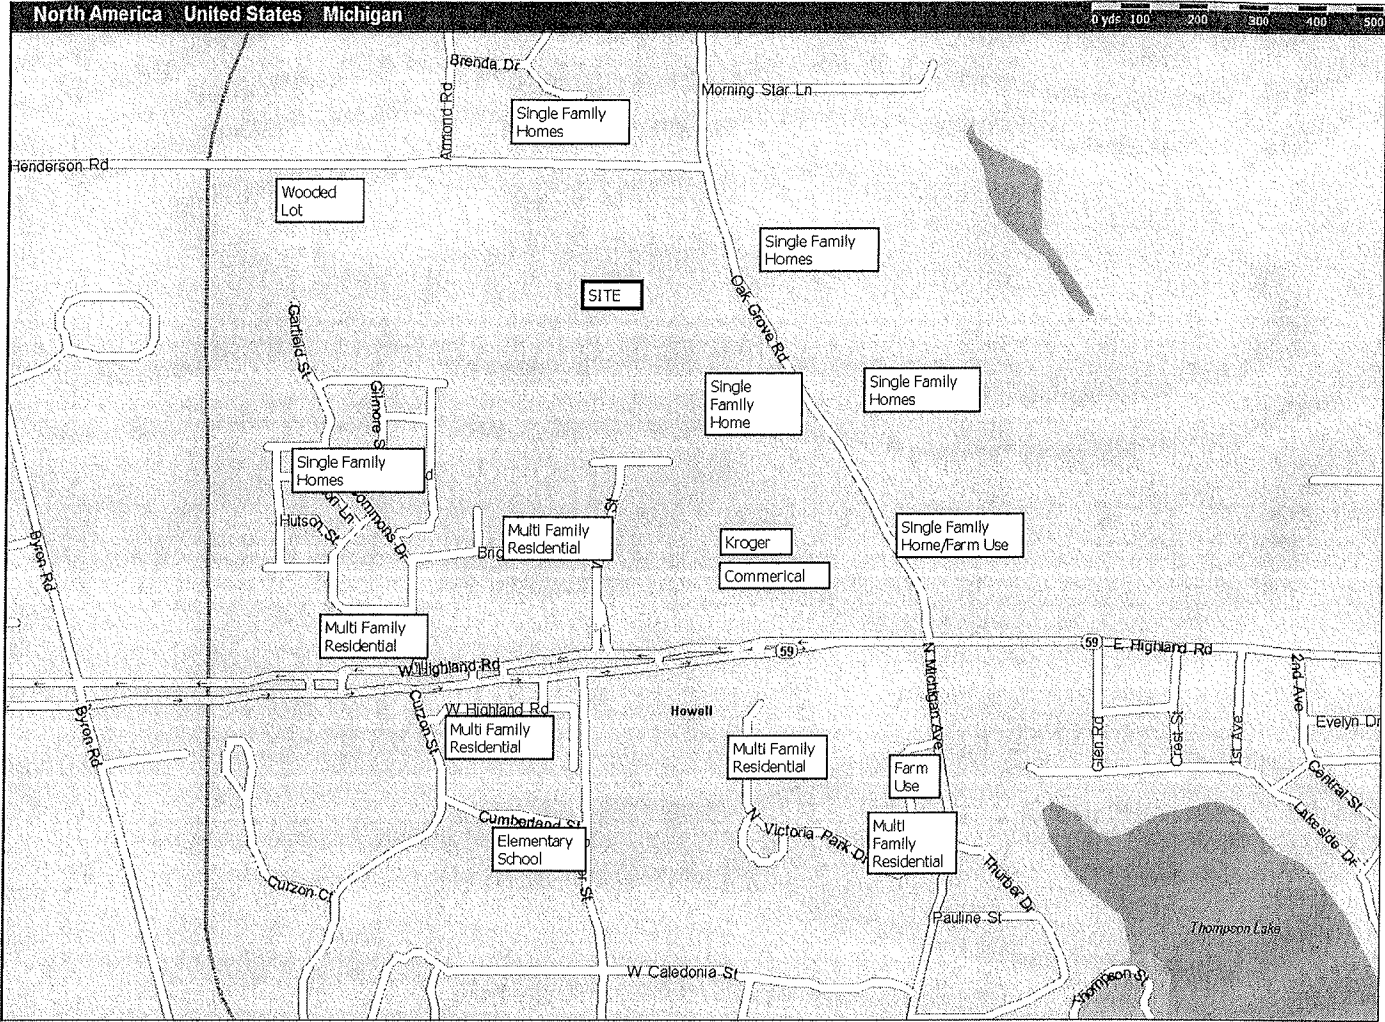 North America United States Michigan
0 yds 100 200 300 400 500
Brenda Dr
Morning Star Ln
Armond Rd
Single Family
Homes
Henderson Rd
Wooded
Lot
Single Family
Homes
SITE
Oak Grove Rd
Garfield St
Single
Family
Home
Single Family
Homes
Gilmore S
Single Family
Homes
d
on Ln
ommons Dr
Hutson St
St
Multi Family
Residential
Brig
Kroger
Commerical
Single Family
Home/Farm Use
Byron Rd
Multi Family
Residential
W Highland Rd
59
59
E Highland Rd
N Michigan Ave
2nd Ave
Curzon St
W Highland Rd
Howell
Byron Rd
Multi Family
Residential
Multi Family
Residential
Glen Rd
Crest St
1st Ave
Evelyn Dr
Farm
Use
Central St
Cumberland St
Elementary
School
N Victoria Park Dr
Multi
Family
Residential
Lakeside Dr
Curzon Ct
er St
Thurber Dr
Pauline St
Thompson Lake
W Caledonia St
Thompson St